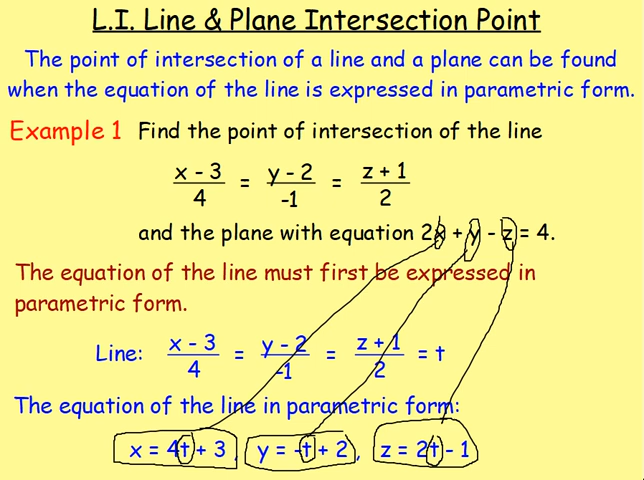 L.I. Line & Plane Intersection Point
The point of intersection of a line and a plane can be found
when the equation of the line is expressed in parametric form.
Example 1 Find the point of intersection of the line
x - 3 / 4 = y - 2 / -1 = z + 1 / 2
and the plane with equation 2x + y - z = 4.
The equation of the line must first be expressed in
parametric form.
Line: x - 3 / 4 = y - 2 / -1 = z + 1 / 2 = t
The equation of the line in parametric form:
x = 4t + 3, y = -t + 2, z = 2t - 1